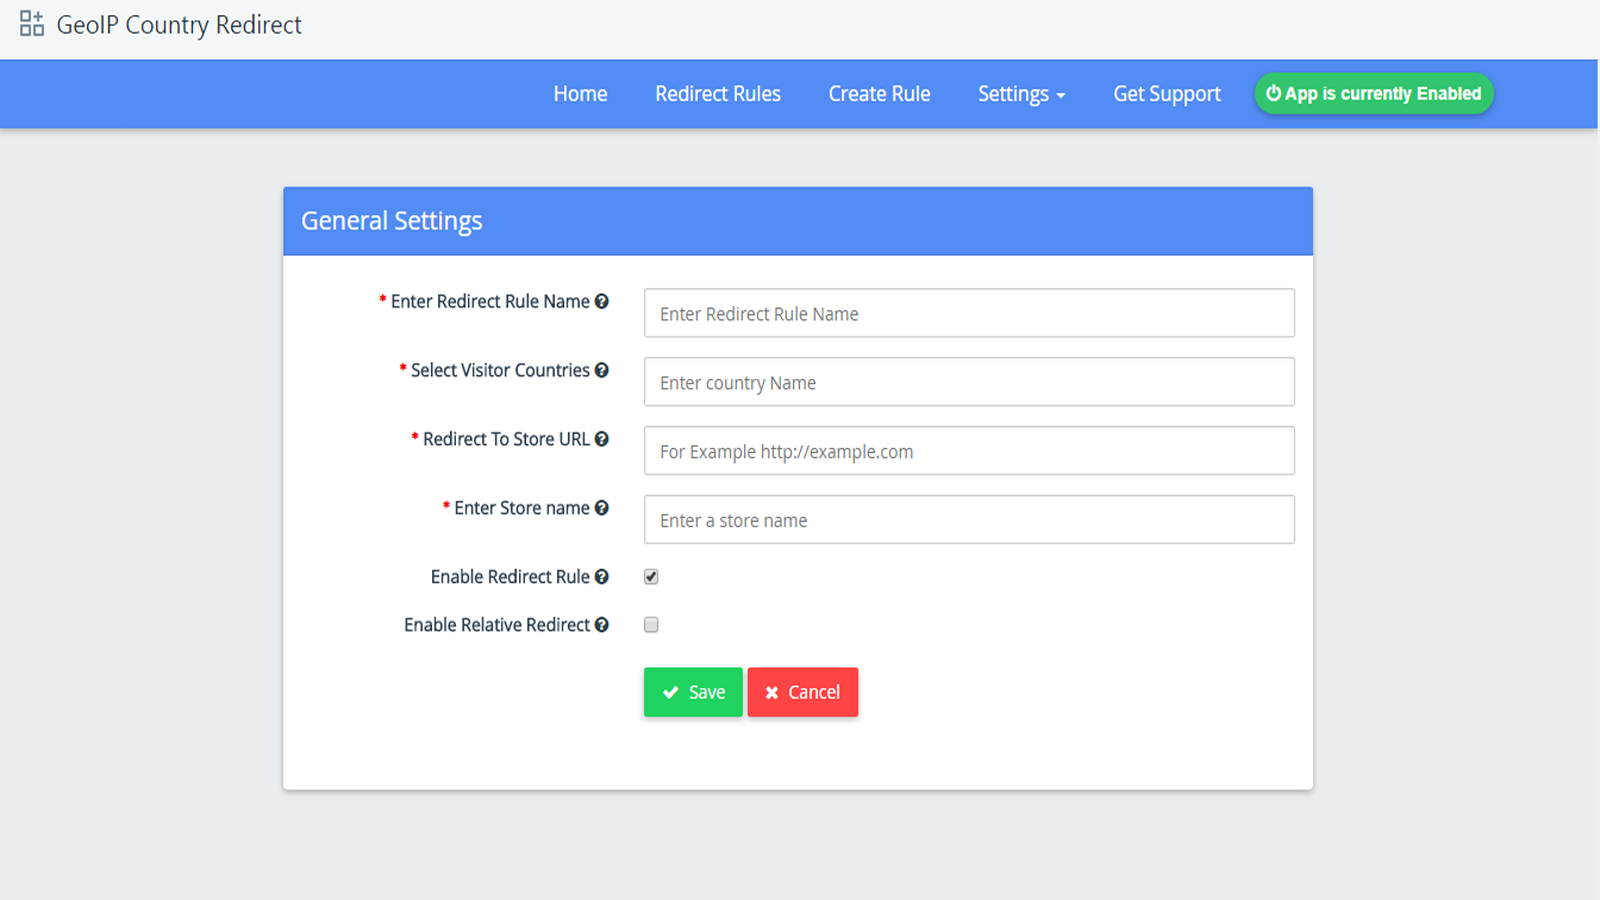 GeoIP Country Redirect
Home Redirect Rules Create Rule Settings Get Support App is currently Enabled
General Settings
* Enter Redirect Rule Name
Enter Redirect Rule Name
* Select Visitor Countries
Enter country Name
* Redirect To Store URL
For Example http://example.com
* Enter Store name
Enter a store name
Enable Redirect Rule
Enable Relative Redirect
Save Cancel